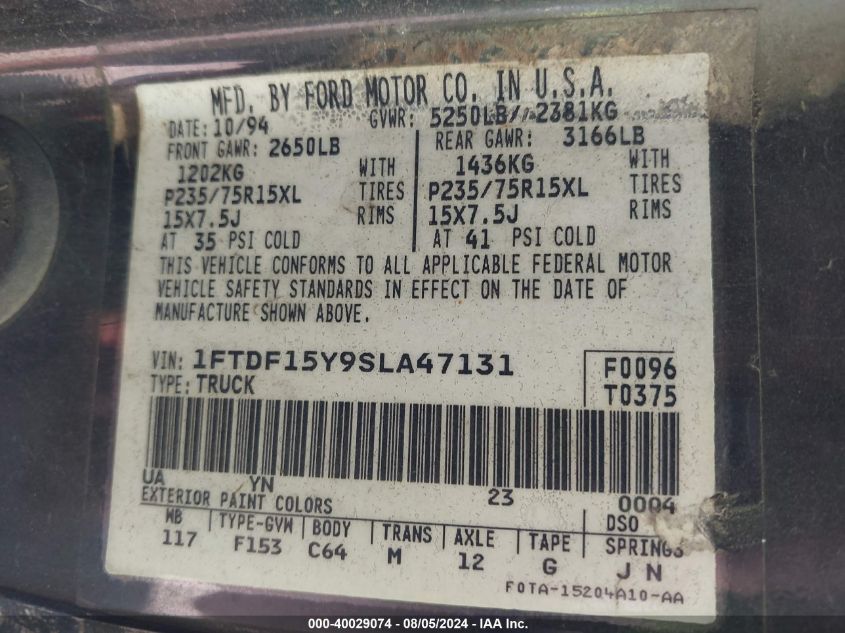 MFD. BY FORD MOTOR CO. IN U.S.A.
DATE: 10/94 GVWR: 5250LB/ 2381KG
FRONT GAWR: 2650LB REAR GAWR: 3166LB
1202KG WITH 1436KG WITH
P235/75R15XL TIRES P235/75R15XL TIRES
15X7.5J RIMS 15X7.5J RIMS
AT 35 PSI COLD AT 41 PSI COLD
THIS VEHICLE CONFORMS TO ALL APPLICABLE FEDERAL MOTOR
VEHICLE SAFETY STANDARDS IN EFFECT ON THE DATE OF
MANUFACTURE SHOWN ABOVE.
VIN: 1FTDF15Y9SLA47131 F0096
TYPE: TRUCK T0375
UA YN 23 0004
EXTERIOR PAINT COLORS DSO
WB TYPE-GVW BODY TRANS AXLE TAPE SPRINGS
117 F153 C64 M 12 G J N
F0TA-15204A10-AA
000-40029074 - 08/05/2024 - IAAI.com